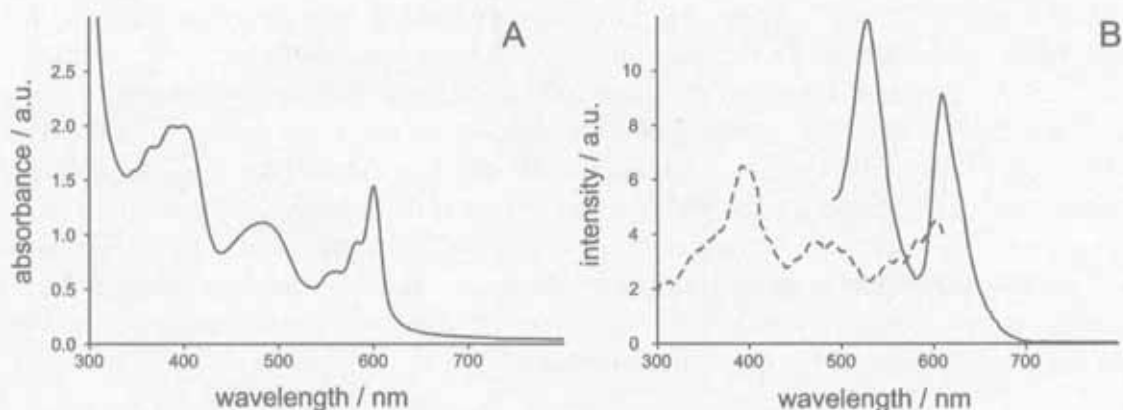 A
2.5
2.0
1.5
1.0
0.5
0.0
300 400 500 600 700
absorbance / a.u.
wavelength / nm
B
10
8
6
4
2
0
300 400 500 600 700
intensity / a.u.
wavelength / nm